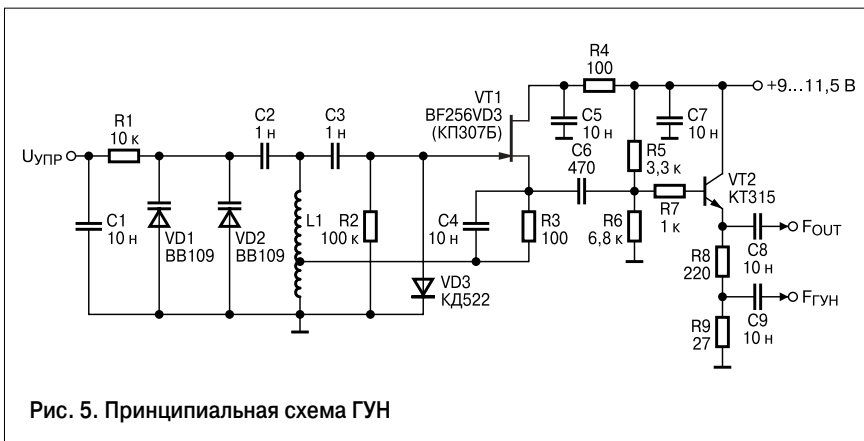 R4
100
+9...11,5 В
VT1
BF256VD3
(КП307Б)
C2
1 н
C3
1 н
R1
10 к
C5
10 н
C7
10 н
Uупр
C6
470
R5
3,3 к
VT2
КТ315
R7
1 к
C1
10 н
VD1
BB109
VD2
BB109
L1
R2
100 к
C4
10 н
R3
100
R6
6,8 к
FOUT
R8
220
C8
10 н
VD3
КД522
FГУН
R9
27
C9
10 н
Рис. 5. Принципиальная схема ГУН